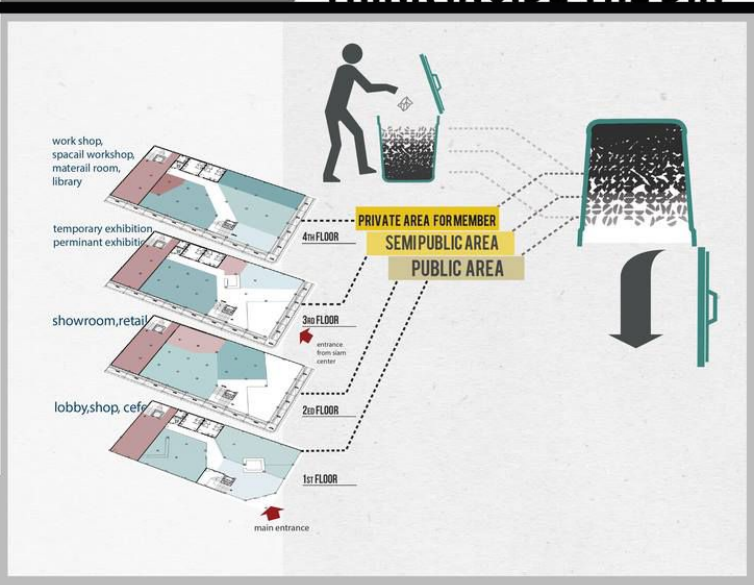 work shop,
spacail workshop,
materail room,
library
temporary exhibition,
perminant exhibitic
showroom,retail
lobby,shop, cefe
4TH FLOOR
3RD FLOOR
entrance
from siam
center
2ED FLOOR
1ST FLOOR
main entrance
PRIVATE AREA FOR MEMBER
SEMI PUBLIC AREA
PUBLIC AREA